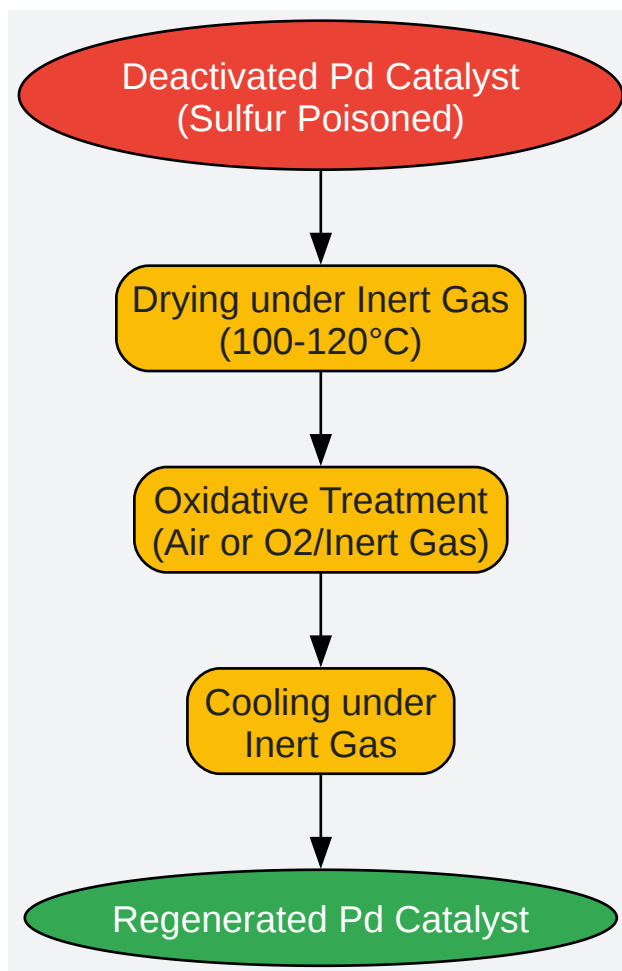 Deactivated Pd Catalyst
(Sulfur Poisoned)
Drying under Inert Gas
(100-120°C)
Oxidative Treatment
(Air or O2/Inert Gas)
Cooling under
Inert Gas
Regenerated Pd Catalyst